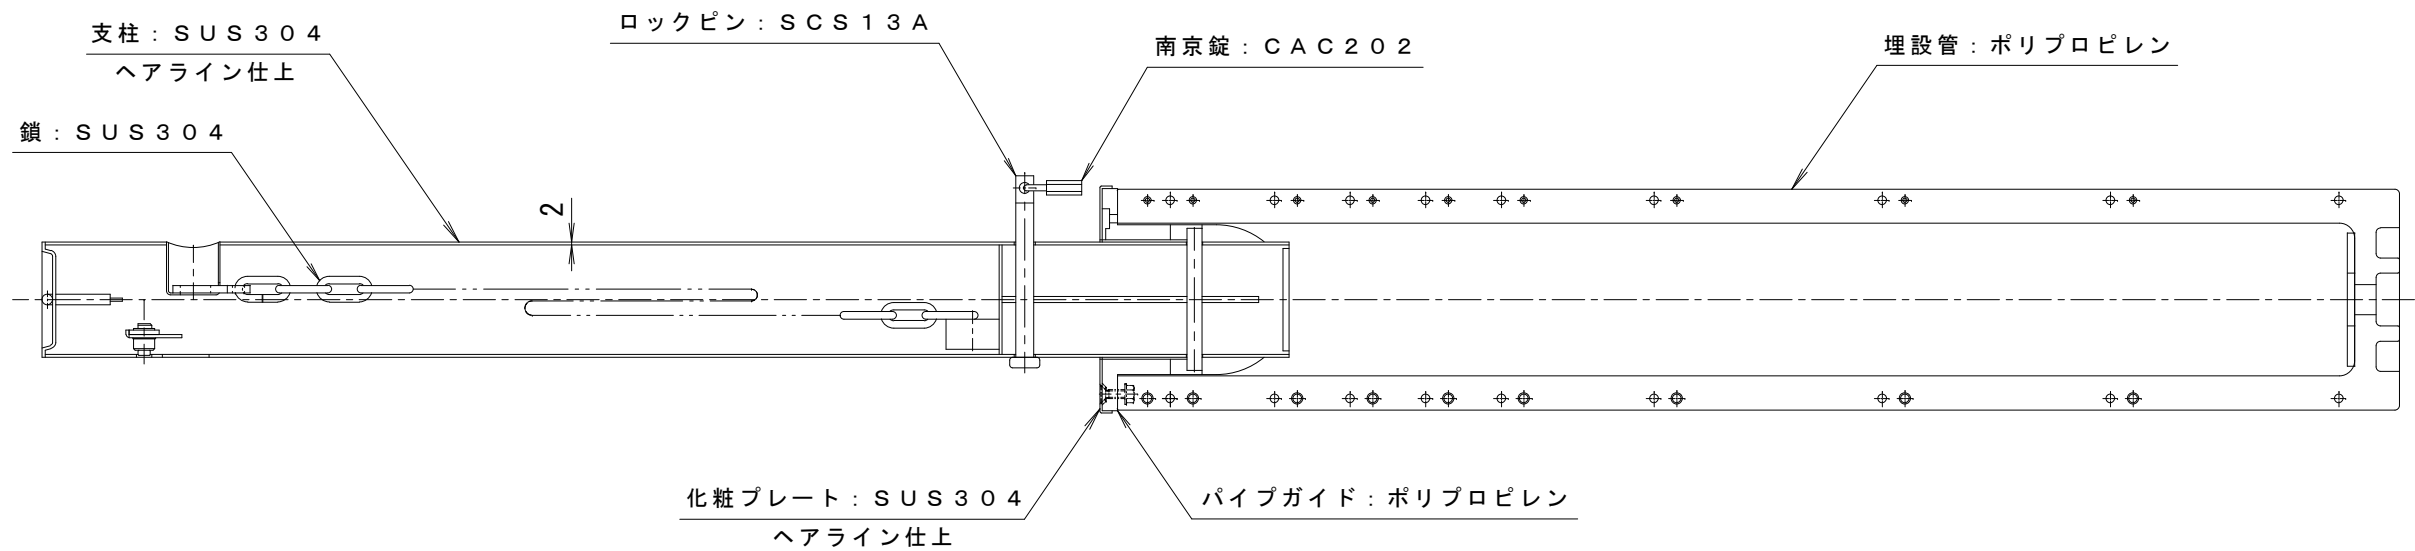 支柱：ＳＵＳ３０４
ヘアライン仕上
鎖：ＳＵＳ３０４
ロックピン：ＳＣＳ１３Ａ
南京錠：ＣＡＣ２０２
埋設管：ポリプロピレン
2
化粧プレート：ＳＵＳ３０４
ヘアライン仕上
パイプガイド：ポリプロピレン